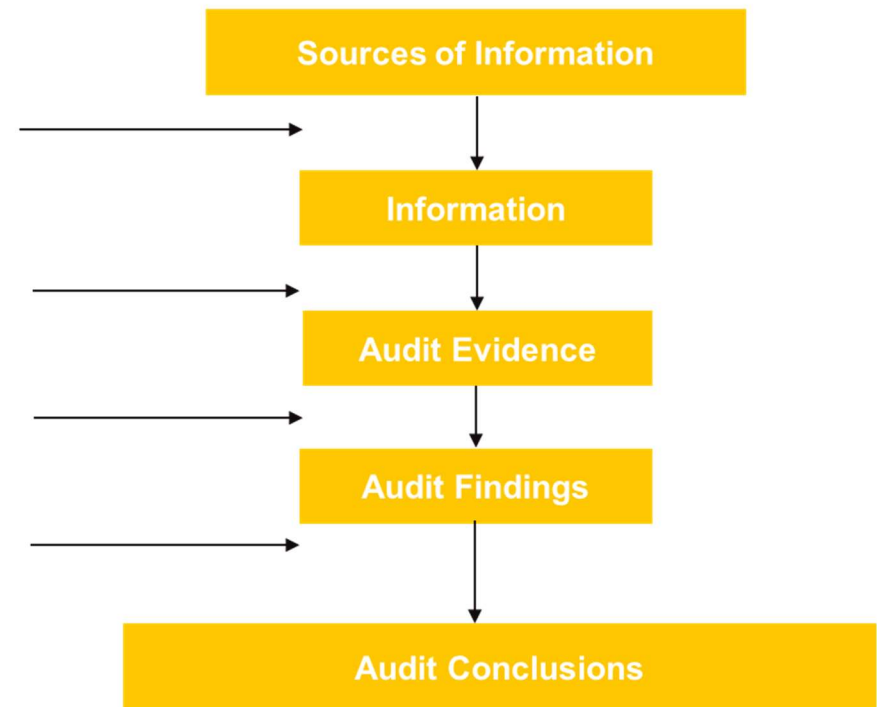 Sources of Information
Information
Audit Evidence
Audit Findings
Audit Conclusions